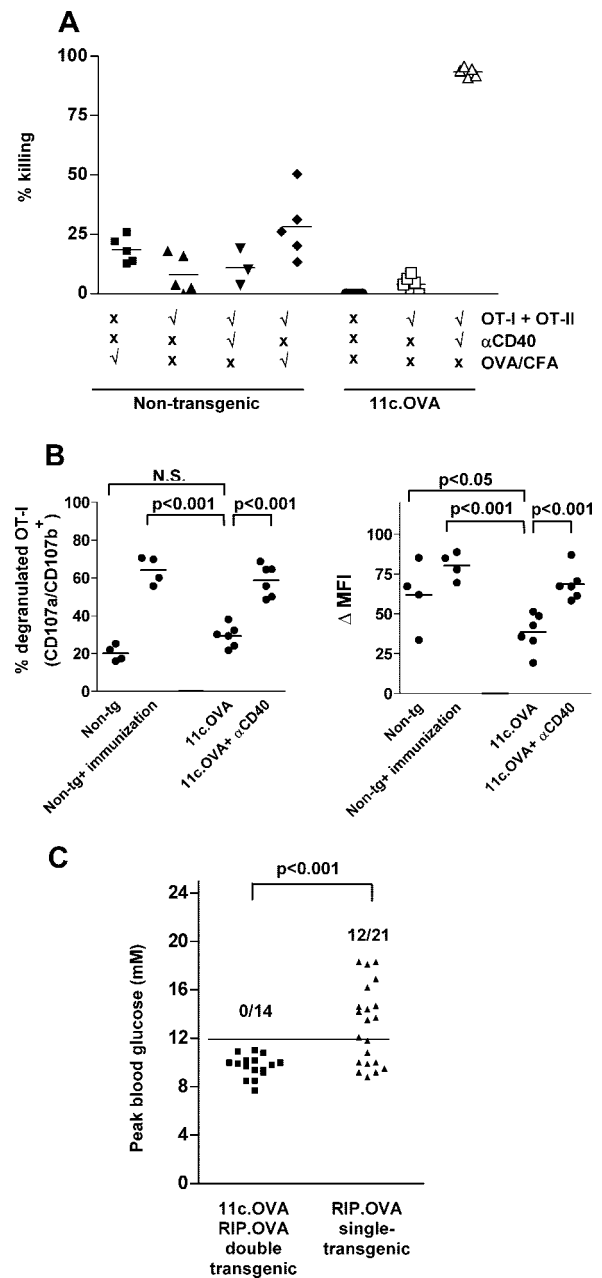 A
% killing
100
75
50
25
0
x √ √ √ x √ √ OT-I + OT-II
x x √ √ x x √ αCD40
√ x x √ x x x OVA/CFA
Non-transgenic 11c.OVA
B
N.S.
p<0.001 p<0.001
% degranulated OT-I
(CD107a/CD107b+)
100
80
60
40
20
0
Non-tg
Non-tg+ immunization
11c.OVA
11c.OVA+ αCD40
p<0.05
p<0.001 p<0.001
Δ MFI
100
75
50
25
0
Non-tg
Non-tg+ immunization
11c.OVA
11c.OVA+ αCD40
C
p<0.001
Peak blood glucose (mM)
24
20
16
12
8
4
0
0/14
12/21
11c.OVA
RIP.OVA
double
transgenic
RIP.OVA
single-
transgenic